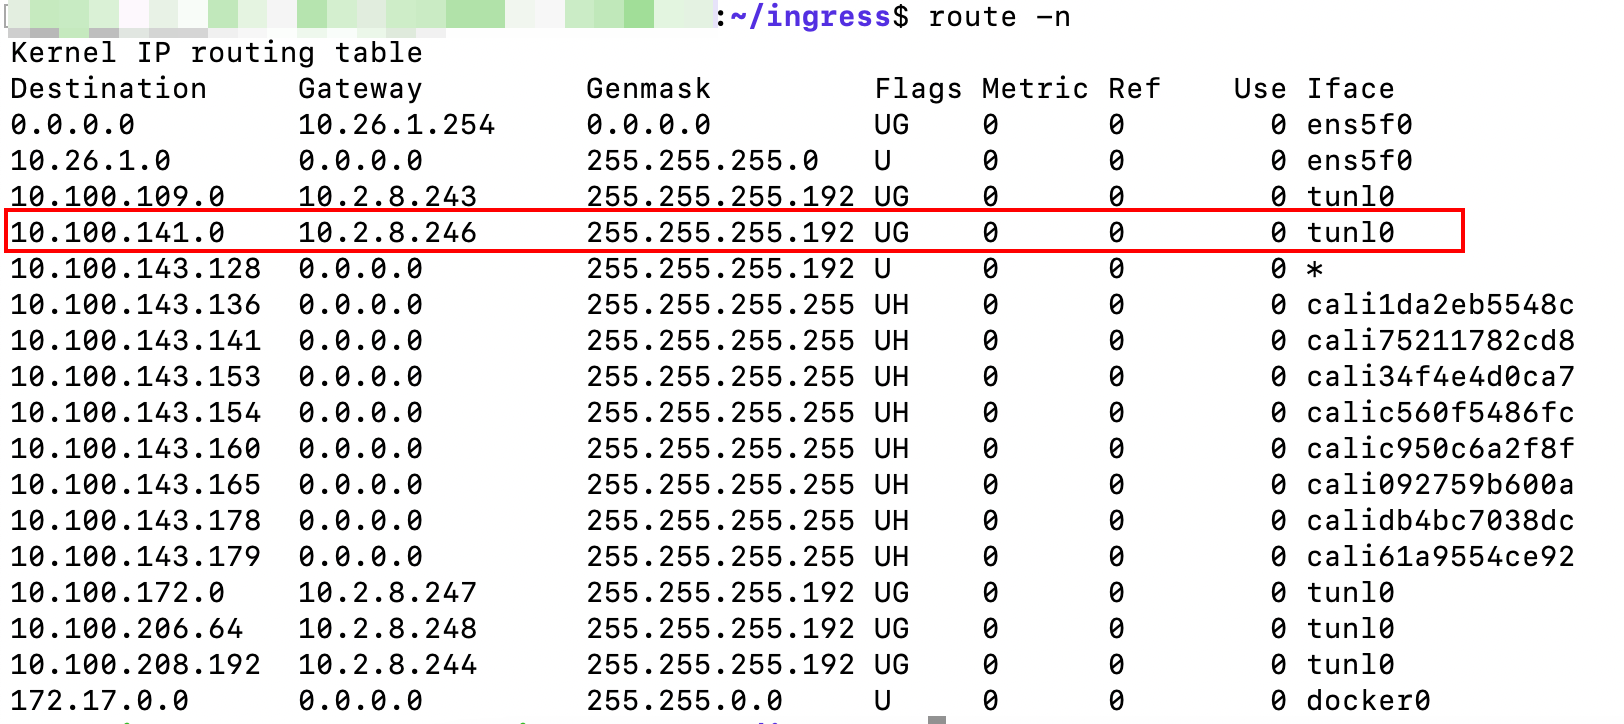 :~/ingress$ route -n
Kernel IP routing table
Destination     Gateway         Genmask         Flags Metric Ref    Use Iface
0.0.0.0         10.26.1.254     0.0.0.0         UG    0      0        0 ens5f0
10.26.1.0       0.0.0.0         255.255.255.0   U     0      0        0 ens5f0
10.100.109.0    10.2.8.243      255.255.255.192 UG    0      0        0 tunl0
10.100.141.0    10.2.8.246      255.255.255.192 UG    0      0        0 tunl0
10.100.143.128  0.0.0.0         255.255.255.192 U     0      0        0 *
10.100.143.136  0.0.0.0         255.255.255.255 UH    0      0        0 cali1da2eb5548c
10.100.143.141  0.0.0.0         255.255.255.255 UH    0      0        0 cali75211782cd8
10.100.143.153  0.0.0.0         255.255.255.255 UH    0      0        0 cali34f4e4d0ca7
10.100.143.154  0.0.0.0         255.255.255.255 UH    0      0        0 calic560f5486fc
10.100.143.160  0.0.0.0         255.255.255.255 UH    0      0        0 calic950c6a2f8f
10.100.143.165  0.0.0.0         255.255.255.255 UH    0      0        0 cali092759b600a
10.100.143.178  0.0.0.0         255.255.255.255 UH    0      0        0 calidb4bc7038dc
10.100.143.179  0.0.0.0         255.255.255.255 UH    0      0        0 cali61a9554ce92
10.100.172.0    10.2.8.247      255.255.255.192 UG    0      0        0 tunl0
10.100.206.64   10.2.8.248      255.255.255.192 UG    0      0        0 tunl0
10.100.208.192  10.2.8.244      255.255.255.192 UG    0      0        0 tunl0
172.17.0.0      0.0.0.0         255.255.0.0     U     0      0        0 docker0